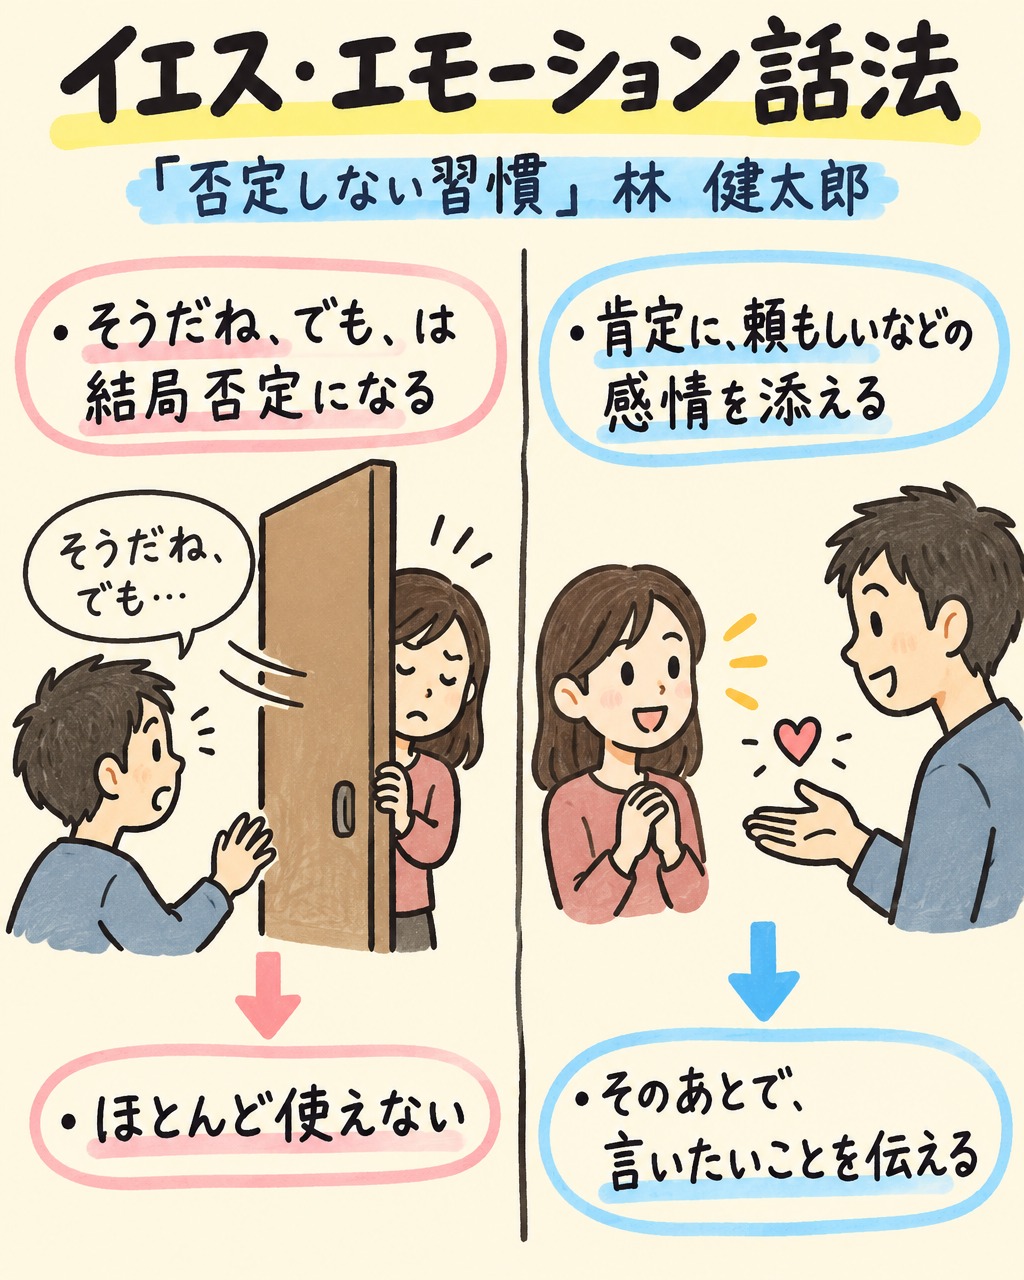 イエス・エモーション話法
「否定しない習慣」林 健太郎
・そうだね、でも、は
結局否定になる
そうだね、
でも…
・ほとんど使えない
・肯定に、頼もしいなどの
感情を添える
・そのあとで、
言いたいことを伝える